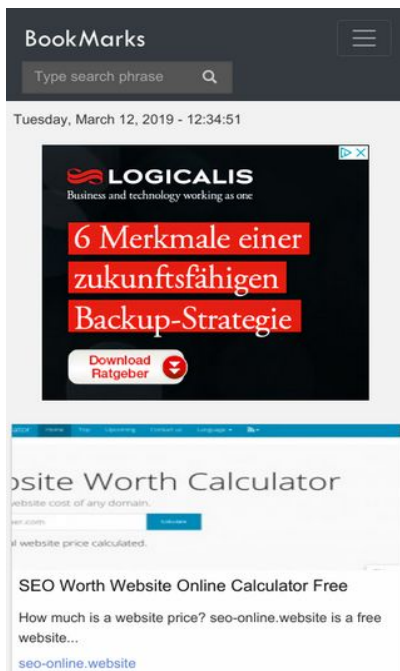 BookMarks
Type search phrase
Tuesday, March 12, 2019 - 12:34:51
LOGICALIS
Business and technology working as one
6 Merkmale einer
zukunftsfähigen
Backup-Strategie
Download
Ratgeber
Home Top Upcoming Contact us Language
site Worth Calculator
website cost of any domain.
Calculate
website price calculated.
SEO Worth Website Online Calculator Free
How much is a website price? seo-online.website is a free
website...
seo-online.website